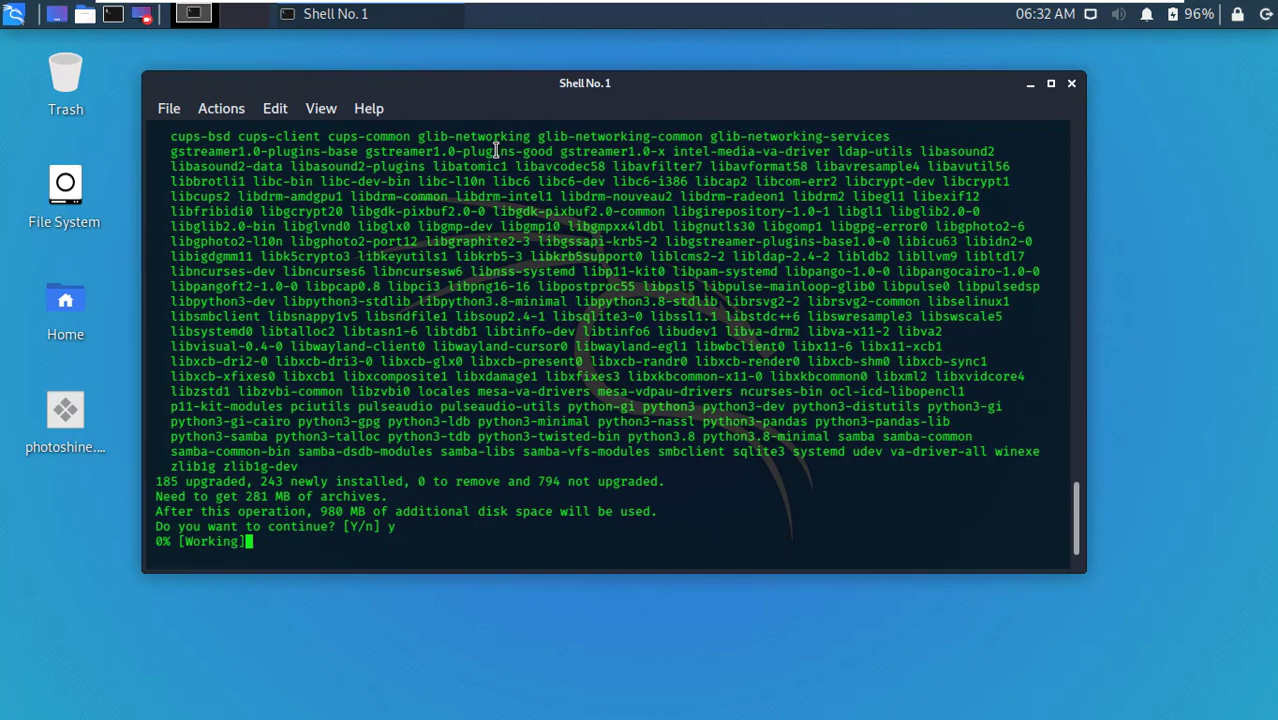 Shell No. 1
06:32 AM
96%
Trash
File System
Home
photoshine....
Shell No. 1
File Actions Edit View Help
cups-bsd cups-client cups-common glib-networking glib-networking-common glib-networking-services
gstreamer1.0-plugins-base gstreamer1.0-plugins-good gstreamer1.0-x intel-media-va-driver ldap-utils libasound2
libasound2-data libasound2-plugins libatomic1 libavcodec58 libavfilter7 libavformat58 libavresample4 libavutil56
libbrotli1 libc-bin libc-dev-bin libc-l10n libc6 libc6-dev libc6-i386 libcap2 libcom-err2 libcrypt-dev libcrypt1
libcups2 libdrm-amdgpu1 libdrm-common libdrm-intel1 libdrm-nouveau2 libdrm-radeon1 libdrm2 libegl1 libexif12
libfribidi0 libgcrypt20 libgdk-pixbuf2.0-0 libgdk-pixbuf2.0-common libgirepository-1.0-1 libgl1 libglib2.0-0
libglib2.0-bin libglvnd0 libglx0 libgmp-dev libgmp10 libgmpxx4ldbl libgnutls30 libgomp1 libgpg-error0 libgphoto2-6
libgphoto2-l10n libgphoto2-port12 libgraphite2-3 libgssapi-krb5-2 libgstreamer-plugins-base1.0-0 libicu63 libidn2-0
libigdgmm11 libk5crypto3 libkeyutils1 libkrb5-3 libkrb5support0 liblcms2-2 libldap-2.4-2 libldb2 libllvm9 libltdl7
libncurses-dev libncurses6 libncursesw6 libnss-systemd libp11-kit0 libpam-systemd libpango-1.0-0 libpangocairo-1.0-0
libpangoft2-1.0-0 libpcap0.8 libpci3 libpng16-16 libpostproc55 libpsl5 libpulse-mainloop-glib0 libpulse0 libpulsedsp
libpython3-dev libpython3-stdlib libpython3.8-minimal libpython3.8-stdlib librsvg2-2 librsvg2-common libselinux1
libsmbclient libsnappy1v5 libsndfile1 libsoup2.4-1 libsqlite3-0 libssl1.1 libstdc++6 libswresample3 libswscale5
libsystemd0 libtalloc2 libtasn1-6 libtdb1 libtinfo-dev libtinfo6 libudev1 libva-drm2 libva-x11-2 libva2
libvisual-0.4-0 libwayland-client0 libwayland-cursor0 libwayland-egl1 libwbclient0 libx11-6 libx11-xcb1
libxcb-dri2-0 libxcb-dri3-0 libxcb-glx0 libxcb-present0 libxcb-randr0 libxcb-render0 libxcb-shm0 libxcb-sync1
libxcb-xfixes0 libxcb1 libxcomposite1 libxdamage1 libxfixes3 libxkbcommon-x11-0 libxkbcommon0 libxml2 libxvidcore4
libzstd1 libzvbi-common libzvbi0 locales mesa-va-drivers mesa-vdpau-drivers ncurses-bin ocl-icd-libopencl1
p11-kit-modules pciutils pulseaudio pulseaudio-utils python-gi python3 python3-dev python3-distutils python3-gi
python3-gi-cairo python3-gpg python3-ldb python3-minimal python3-nassl python3-pandas python3-pandas-lib
python3-samba python3-talloc python3-tdb python3-twisted-bin python3.8 python3.8-minimal samba samba-common
samba-common-bin samba-dsdb-modules samba-libs samba-vfs-modules smbclient sqlite3 systemd udev va-driver-all winexe
zlib1g zlib1g-dev
185 upgraded, 243 newly installed, 0 to remove and 794 not upgraded.
Need to get 281 MB of archives.
After this operation, 980 MB of additional disk space will be used.
Do you want to continue? [Y/n] y
0% [Working]